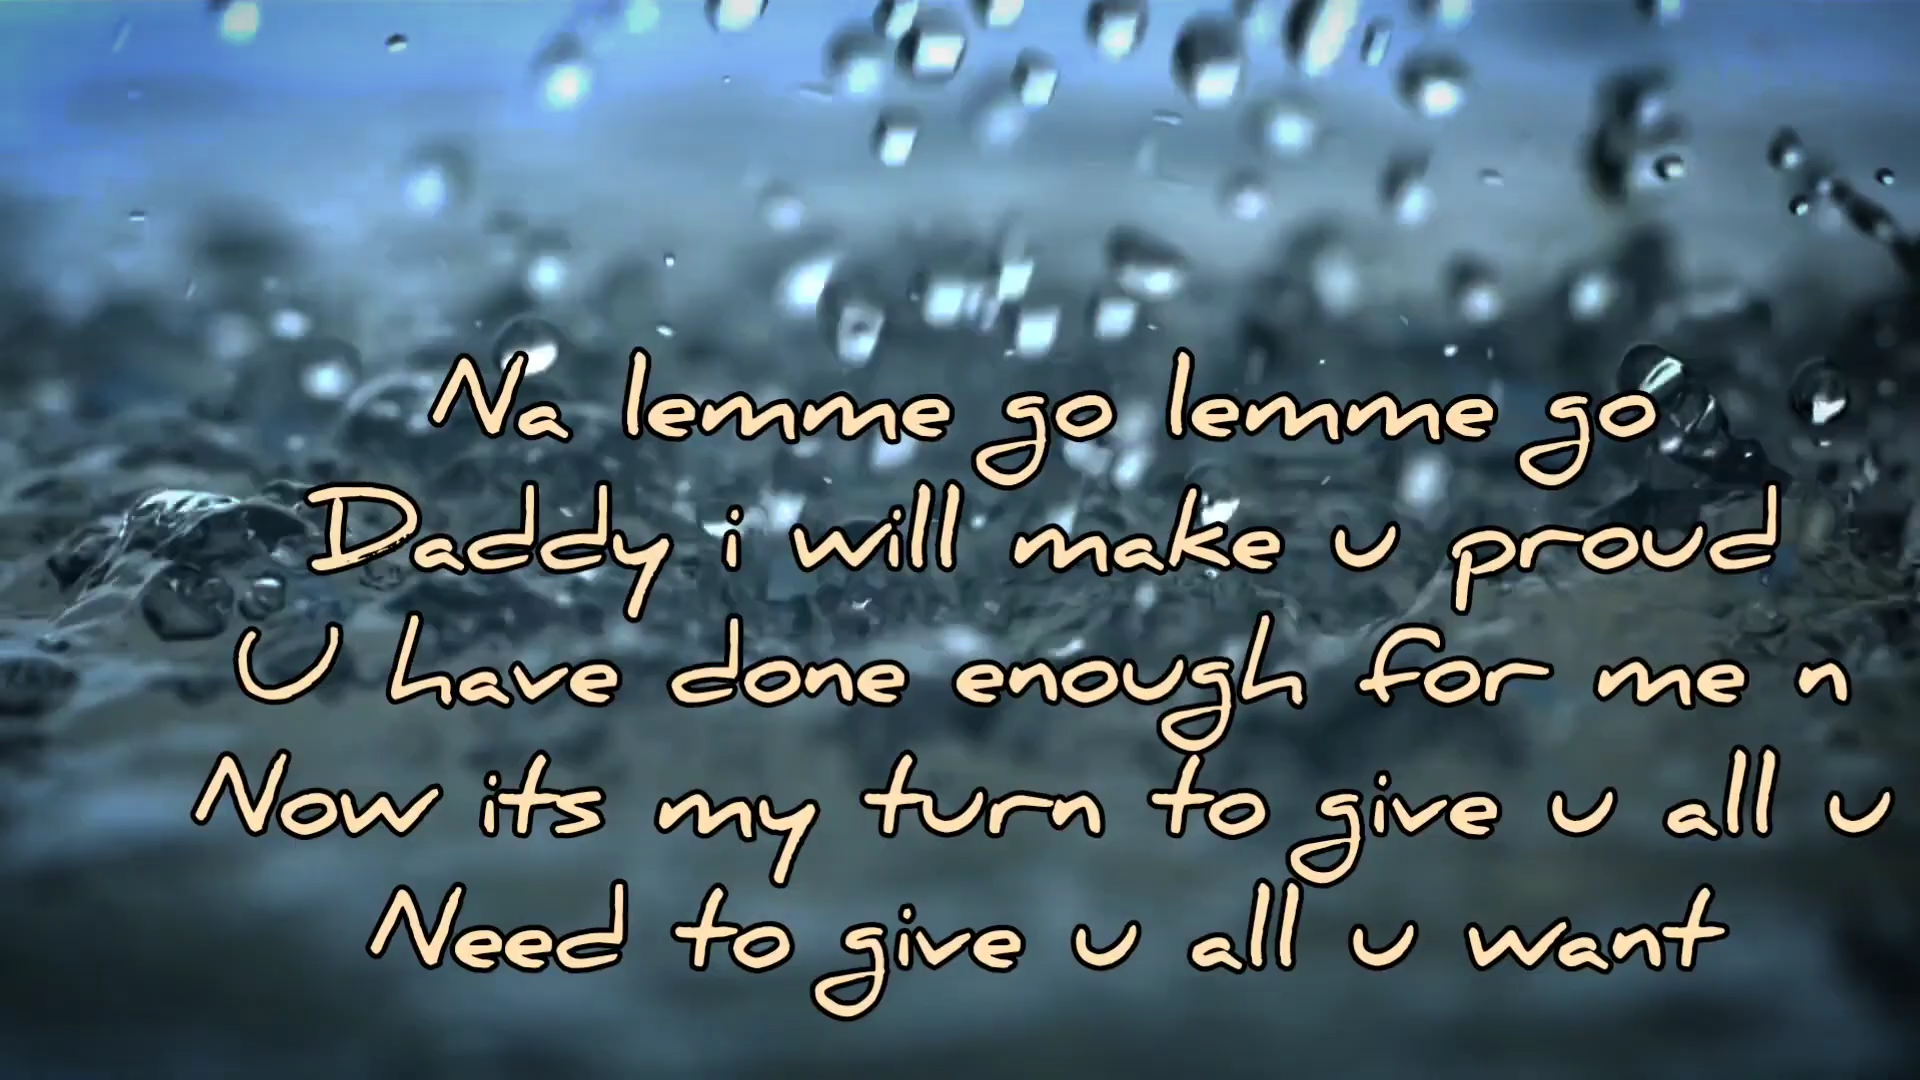 Na lemme go lemme go
Daddy i will make u proud
U have done enough for me n
Now its my turn to give u all u
Need to give u all u want